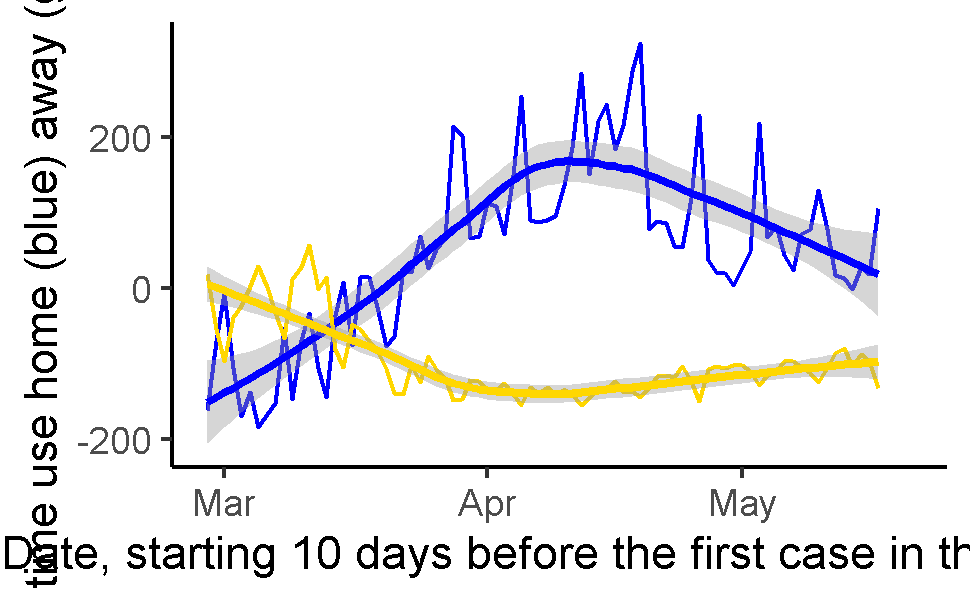 time use home (blue) away (
200
0
-200
Mar Apr May
Date, starting 10 days before the first case in th